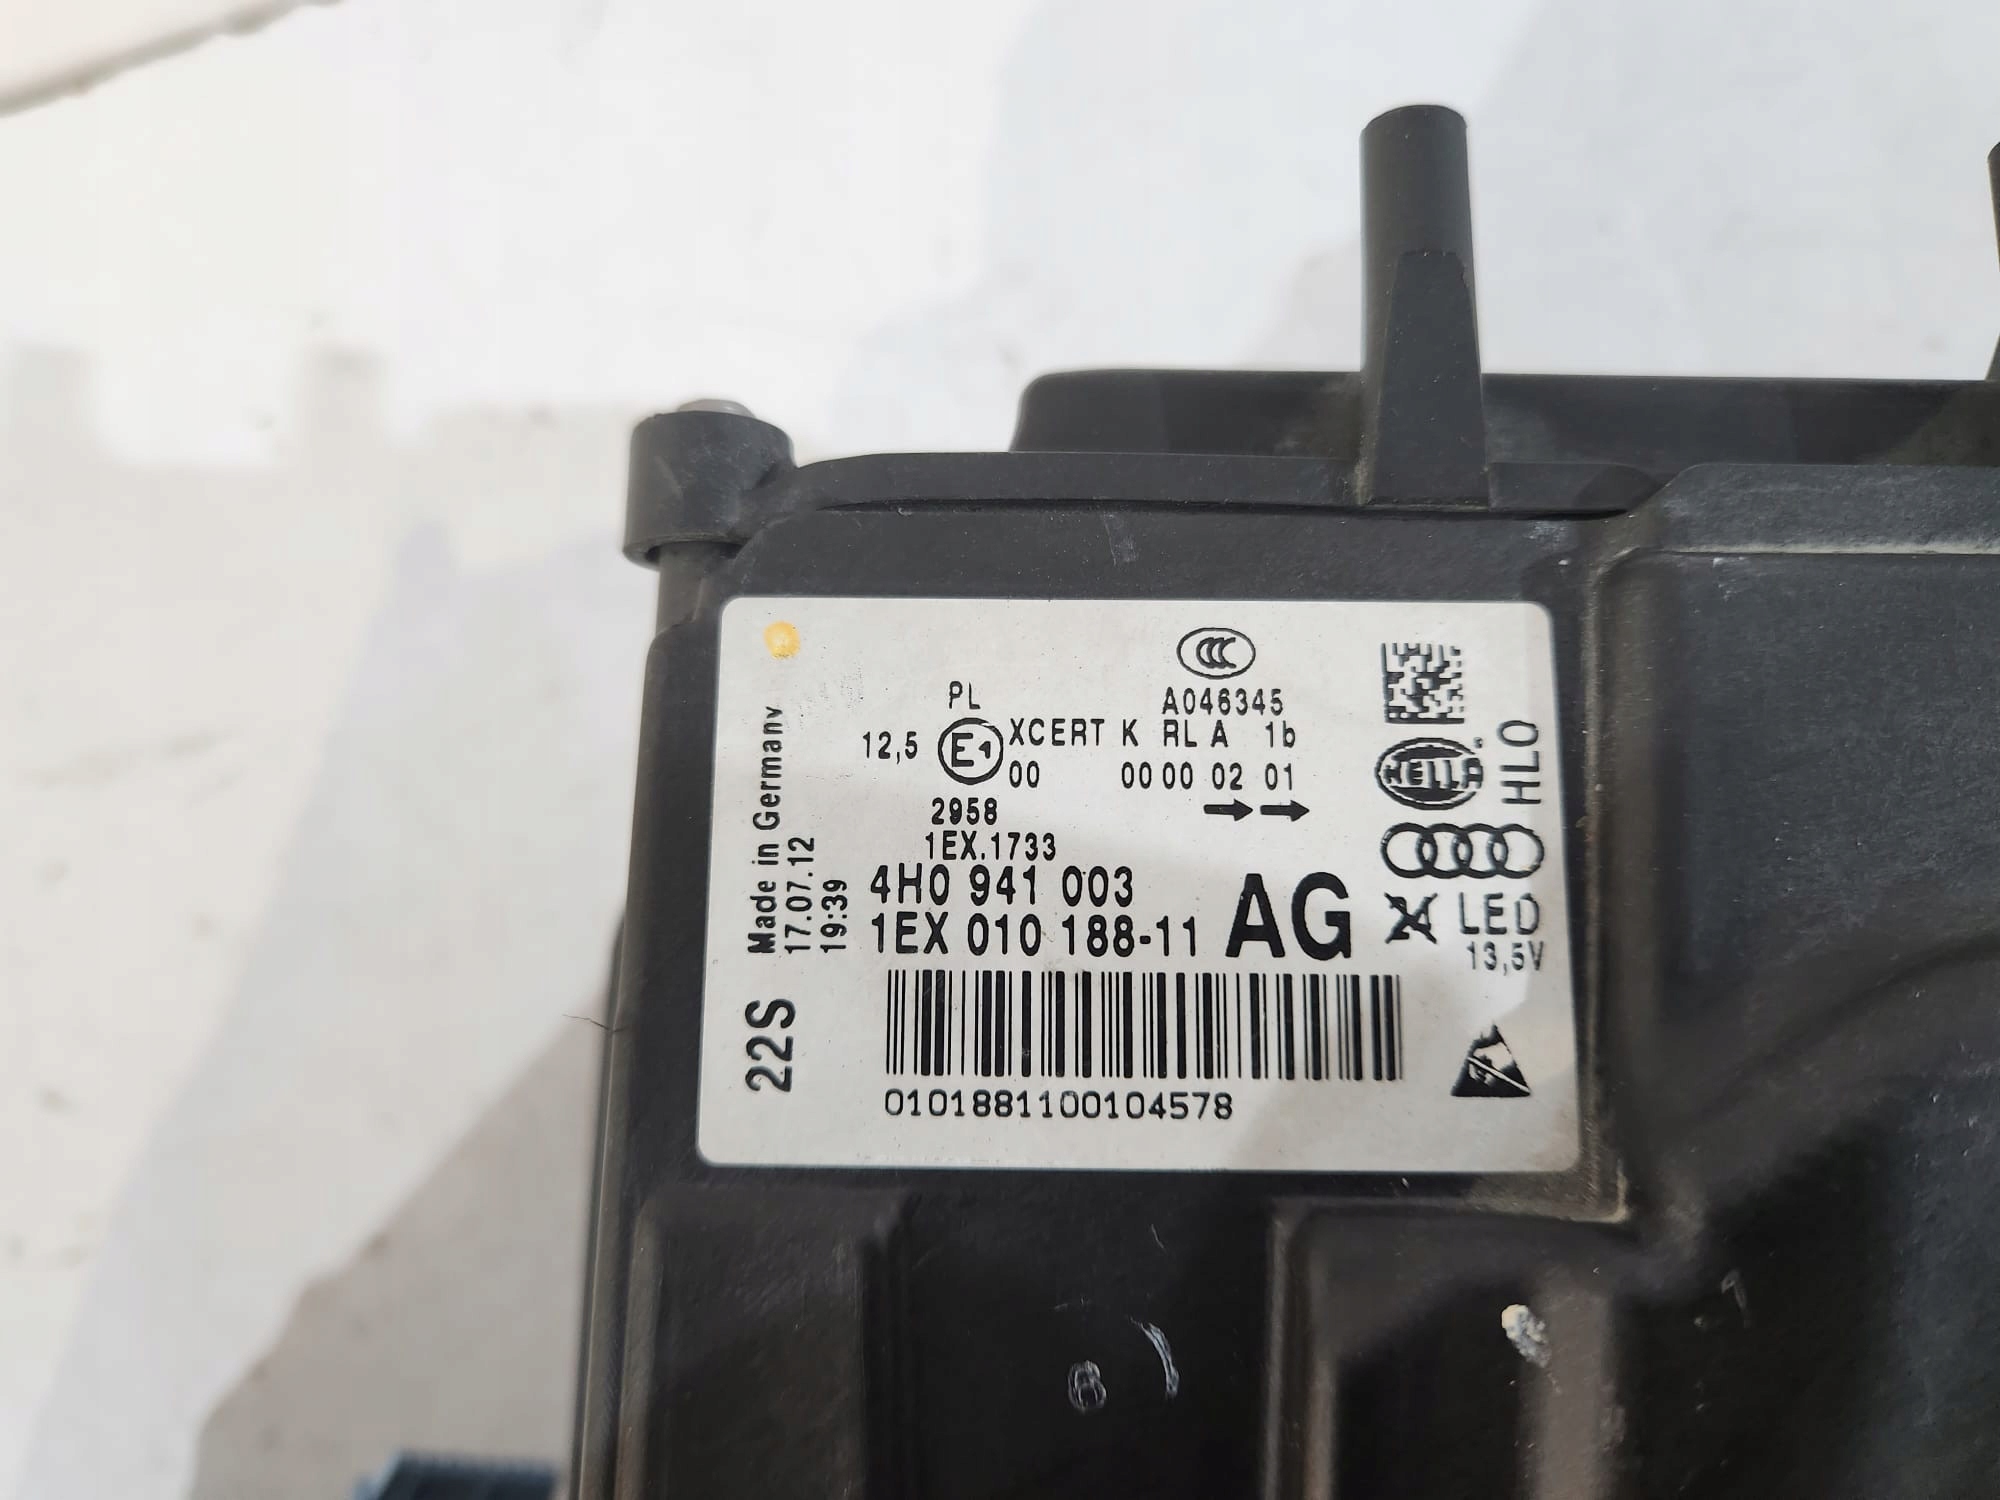 PL
A046345
12,5 E1 XCERT K RL A 1b
00 00 00 02 01
2958
1EX.1733
4H0 941 003
1EX 010 188-11 AG
0101881100104578
Made in Germany
17.07.12
19:39
22S
HELLA
HLO
LED
13,5V